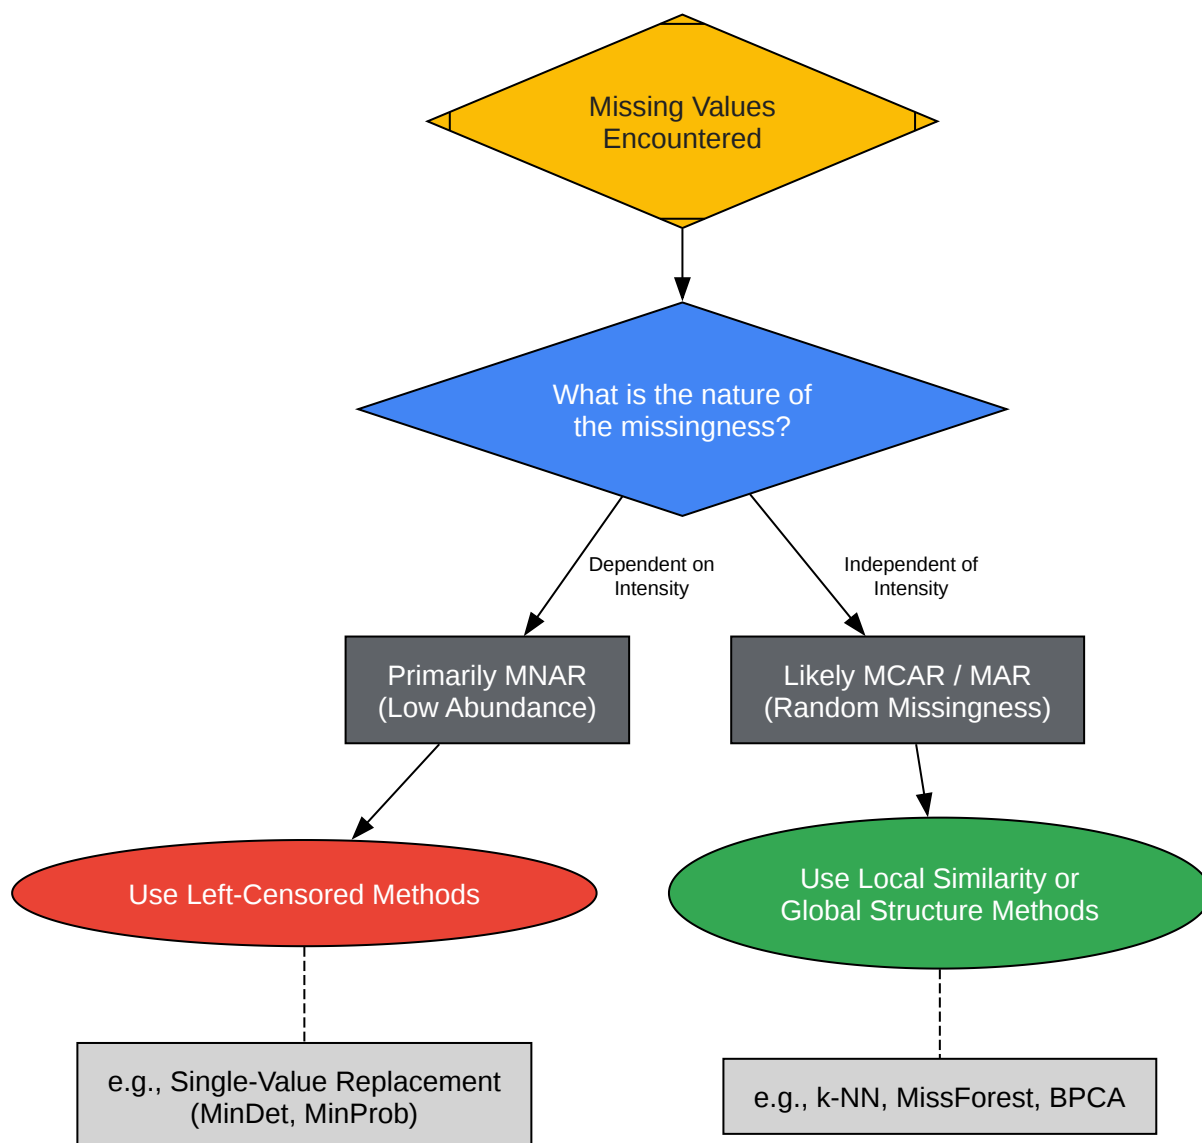 Missing Values
Encountered
What is the nature of
the missingness?
Dependent on
Intensity
Independent of
Intensity
Primarily MNAR
(Low Abundance)
Likely MCAR / MAR
(Random Missingness)
Use Left-Censored Methods
Use Local Similarity or
Global Structure Methods
e.g., Single-Value Replacement
(MinDet, MinProb)
e.g., k-NN, MissForest, BPCA